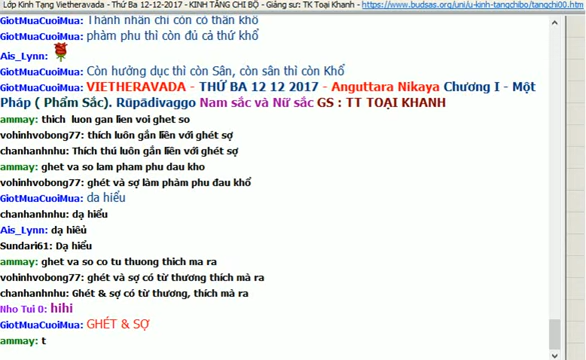 Lớp Kinh Tạng Vietheravada - Thứ Ba 12-12-2017 - KINH TĂNG CHI BỘ - Giảng sư: TK Toại Khanh - https://www.budsas.org/uni/u-kinh-tangchibo/tangchi00.htm
GiotMuaCuoiMua: Thánh nhân chỉ còn có thân khổ
GiotMuaCuoiMua: phàm phu thì còn đủ cả thứ khổ
Ais_Lynn:
GiotMuaCuoiMua: Còn hưởng dục thì còn Sân, còn sân thì còn Khổ
GiotMuaCuoiMua: VIETHERAVADA - THỨ BA 12 12 2017 - Anguttara Nikaya Chương I - Một
Pháp ( Phẩm Sắc). Rūpādivaggo Nam sắc và Nữ sắc GS : TT TOẠI KHANH
ammay: thich luon gan lien voi ghet so
vohinhvobong77: thích luôn gắn liền với ghét sợ
chanhanhnhu: Thích thú luôn gắn liền với ghét sợ
ammay: ghet va so lam pham phu dau kho
vohinhvobong77: ghét và sợ làm phàm phu đau khổ
GiotMuaCuoiMua: da hiểu
chanhanhnhu: dạ hiểu
Ais_Lynn: dạ hiêủ
Sundari61: Dạ hiểu
ammay: ghet va so co tu thuong thich ma ra
vohinhvobong77: ghét và sợ có từ thương thích mà ra
chanhanhnhu: Ghét & sợ có từ thương, thích mà ra
Nho Tui 0: hihi
GiotMuaCuoiMua: GHÉT & SỢ
ammay: t